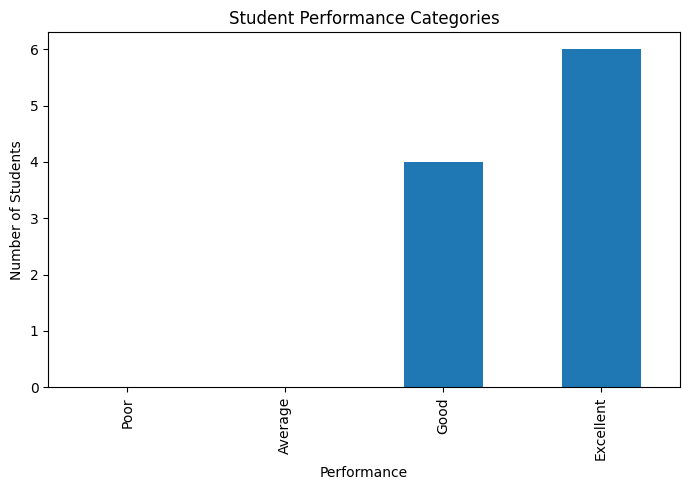 Student Performance Categories
6
5
4
3
2
1
0
Number of Students
Poor
Average
Good
Excellent
Performance